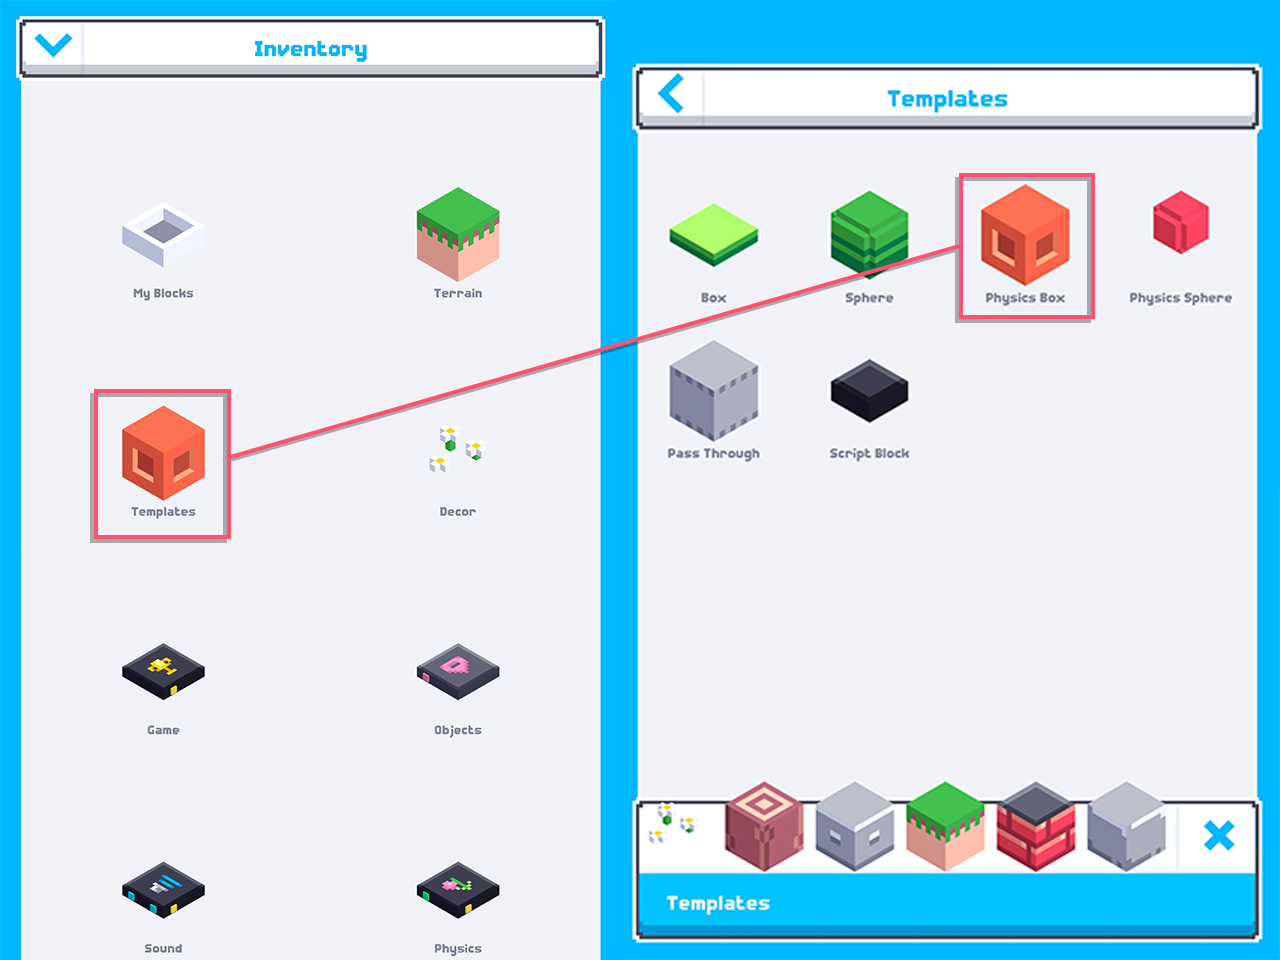 Inventory
My Blocks
Terrain
Templates
Decor
Game
Objects
Sound
Physics
Templates
Box
Sphere
Physics Box
Physics Sphere
Pass Through
Script Block
Templates